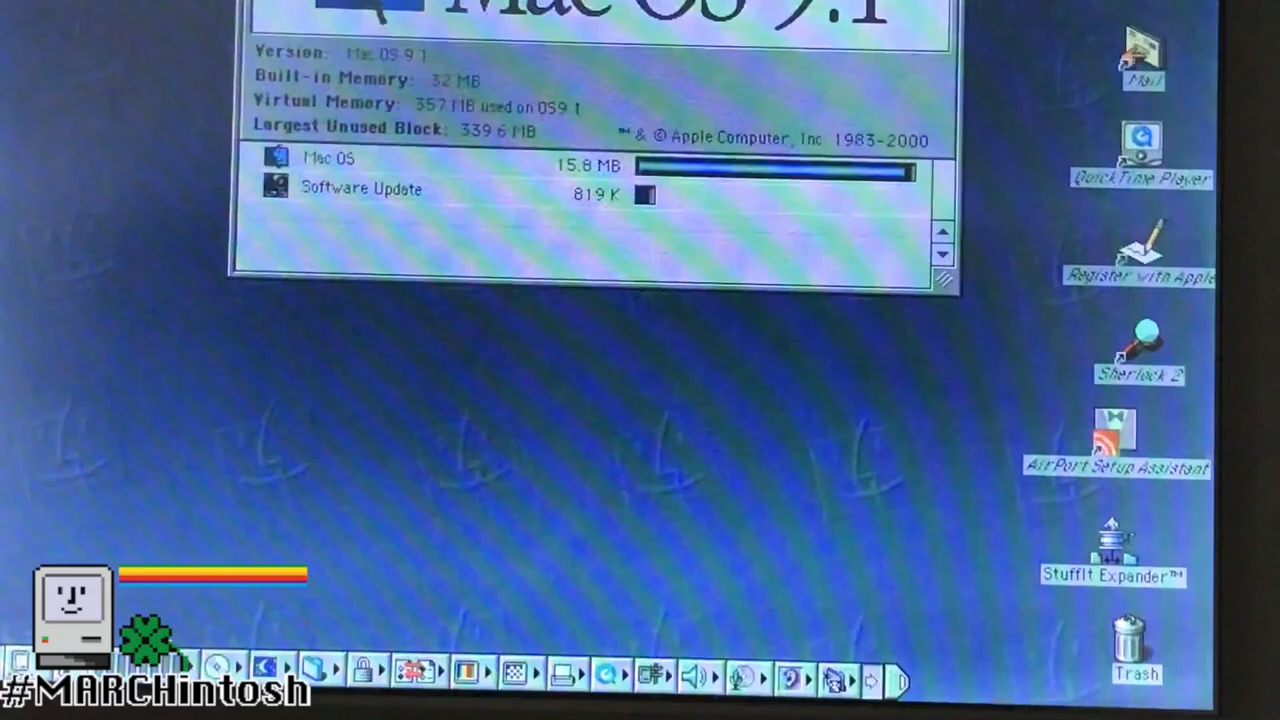 Mac OS 9.1
Version: Mac OS 9.1
Built-in Memory: 32 MB
Virtual Memory: 357 MB used on OS9.1
Largest Unused Block: 339.6 MB
™ & © Apple Computer, Inc. 1983-2000
Mac OS 15.8 MB
Software Update 819 K
Mail
QuickTime Player
Register with Apple
Sherlock 2
AirPort Setup Assistant
StuffIt Expander™
Trash
#MARCHintosh